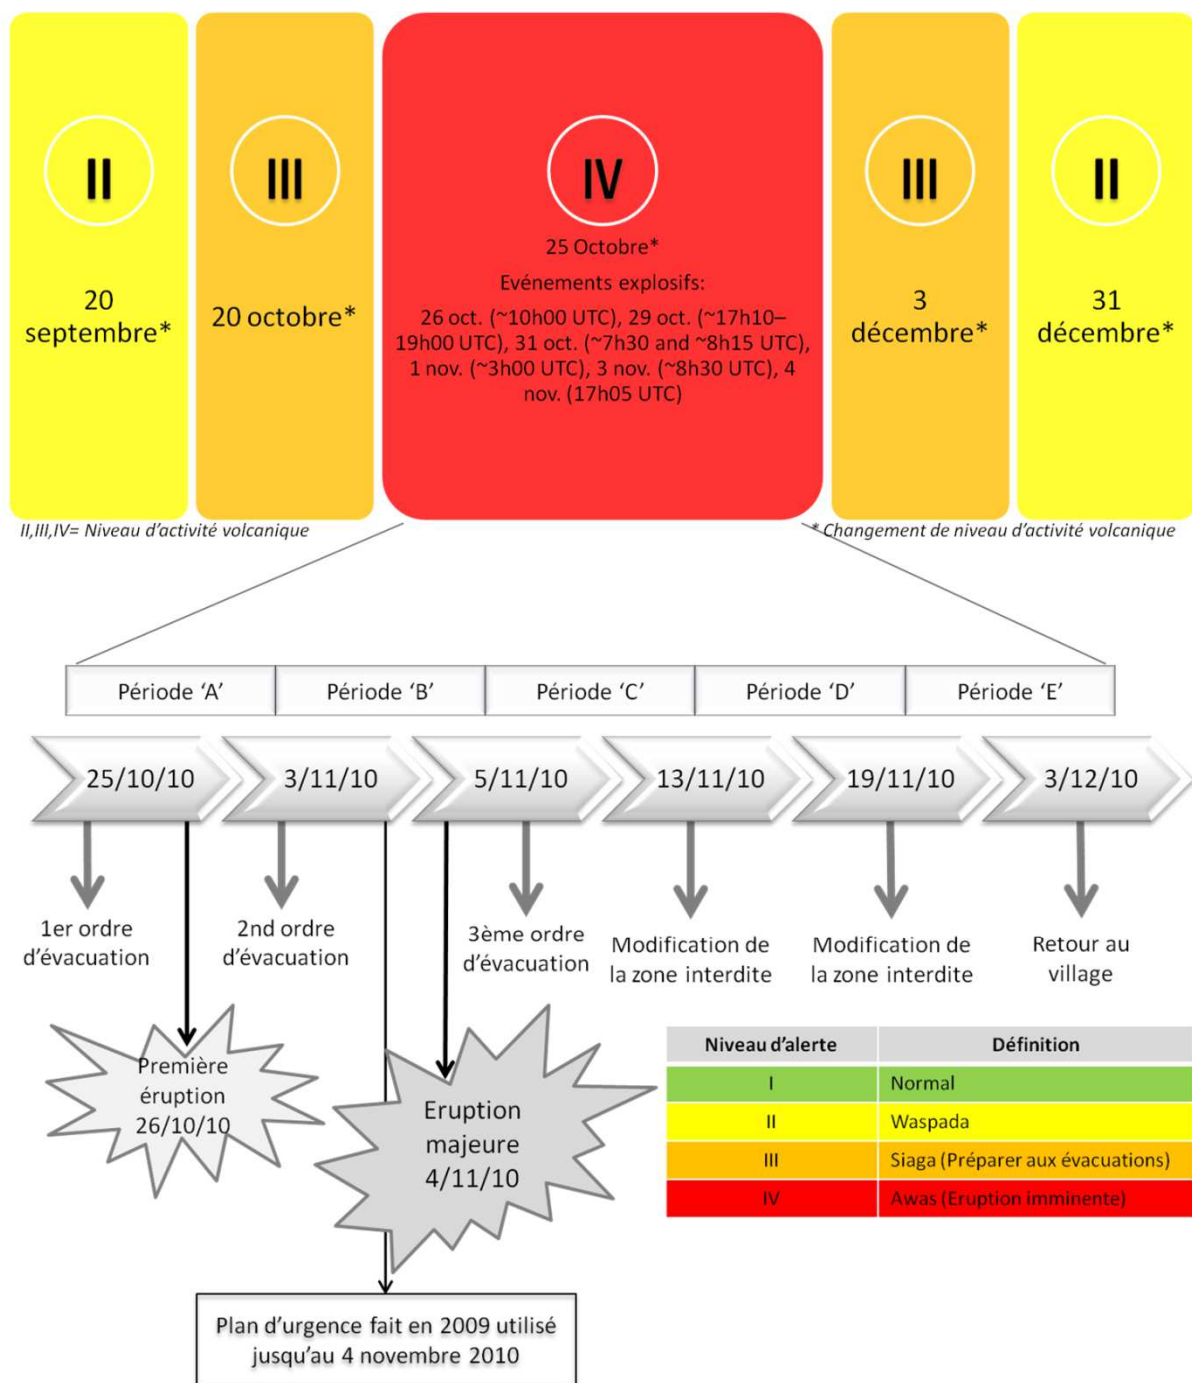 II
20
septembre*
III
20 octobre*
IV
25 Octobre*
Evénements explosifs:
26 oct. (~10h00 UTC), 29 oct. (~17h10–
19h00 UTC), 31 oct. (~7h30 and ~8h15 UTC),
1 nov. (~3h00 UTC), 3 nov. (~8h30 UTC), 4
nov. (17h05 UTC)
III
3
décembre*
II
31
décembre*
II,III,IV= Niveau d’activité volcanique
* Changement de niveau d’activité volcanique
Période ‘A’
Période ‘B’
Période ‘C’
Période ‘D’
Période ‘E’
25/10/10
3/11/10
5/11/10
13/11/10
19/11/10
3/12/10
1er ordre
d’évacuation
2nd ordre
d’évacuation
3ème ordre
d’évacuation
Modification de
la zone interdite
Modification de
la zone interdite
Retour au
village
Première
éruption
26/10/10
Eruption
majeure
4/11/10
Niveau d’alerte Définition
I Normal
II Waspada
III Siaga (Préparer aux évacuations)
IV Awas (Eruption imminente)
Plan d’urgence fait en 2009 utilisé
jusqu’au 4 novembre 2010